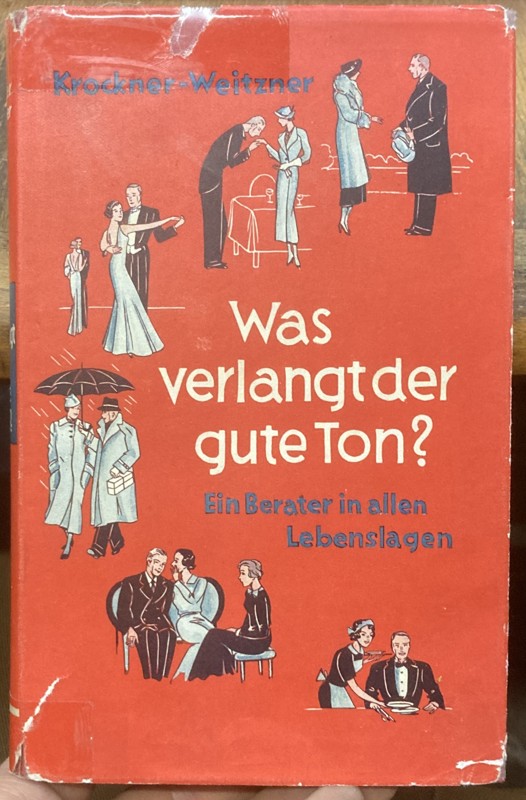 Krockner-Weitzner
Was
verlangt der
gute Ton?
Ein Berater in allen
Lebenslagen